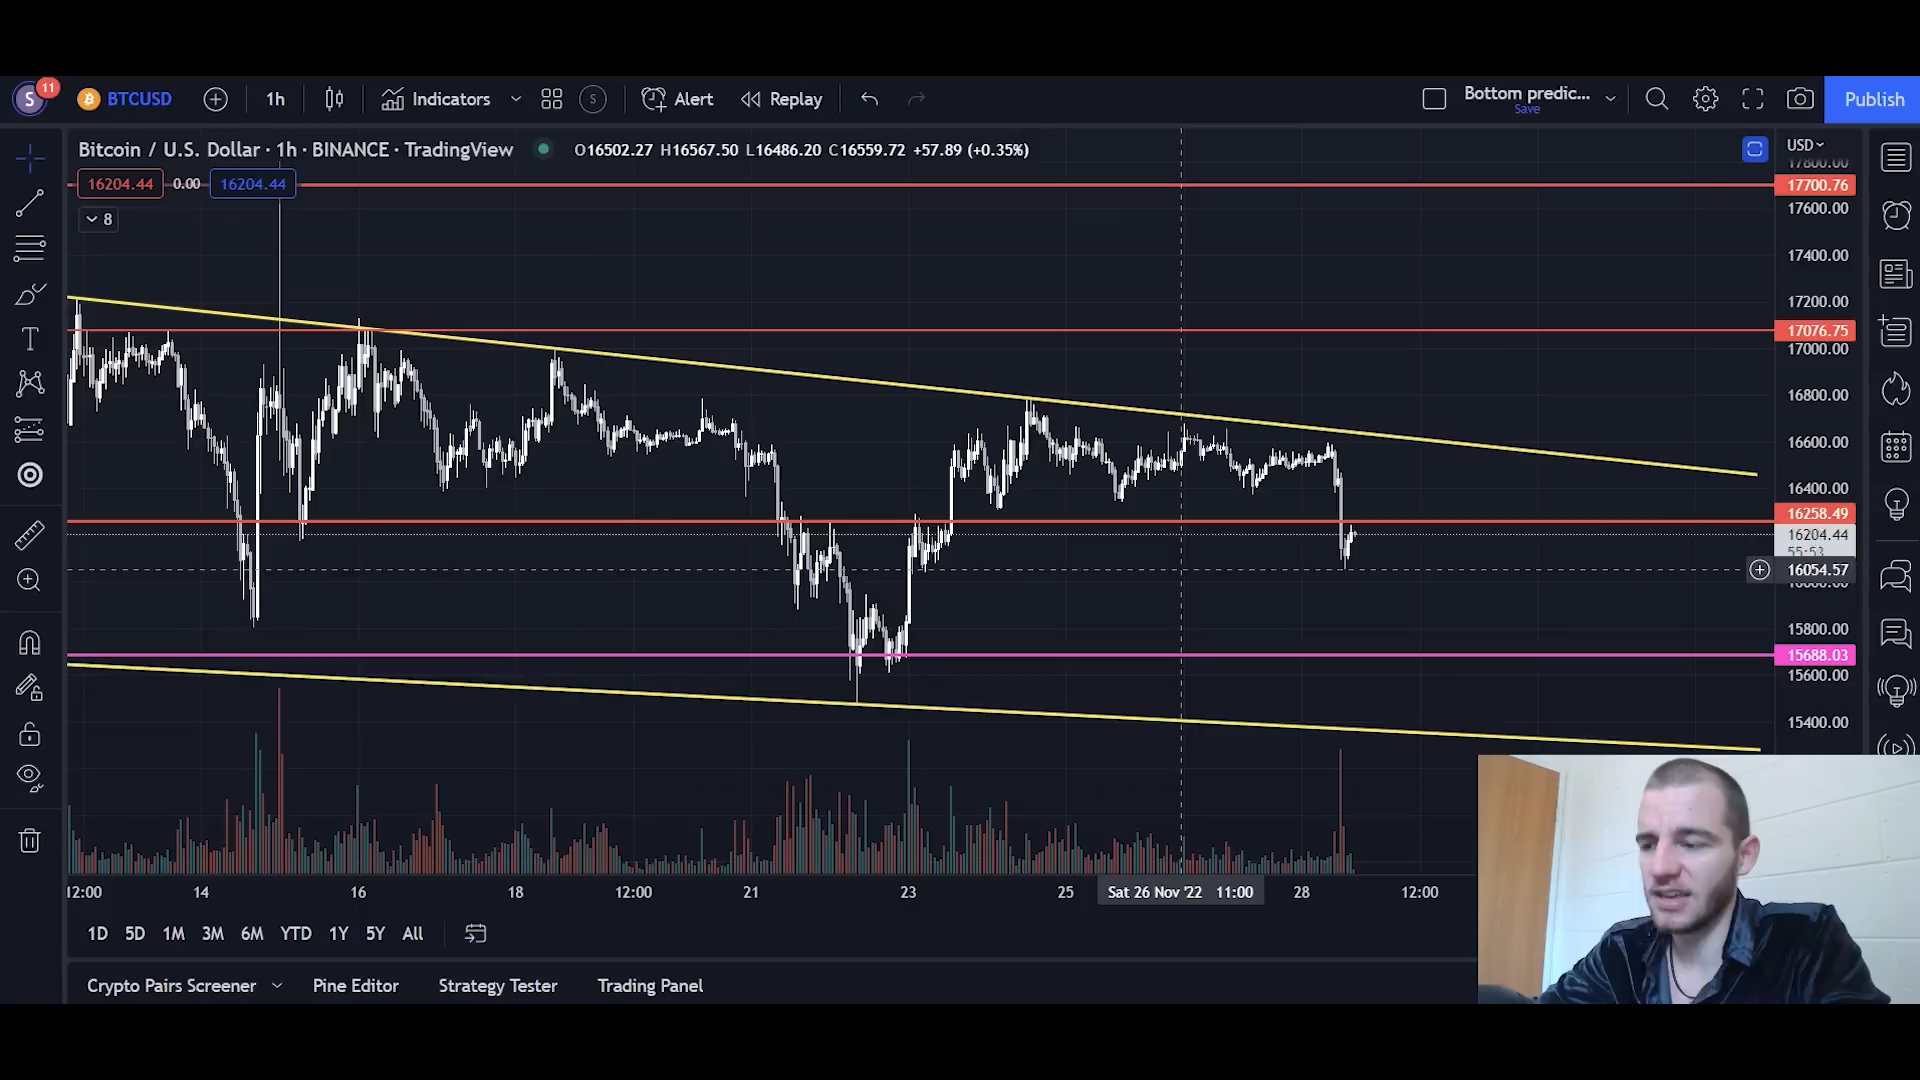 S 11 BTCUSD 1h Indicators S Alert Replay Bottom predic... Publish
Save
Bitcoin / U.S. Dollar · 1h · BINANCE · TradingView O16502.27 H16567.50 L16486.20 C16559.72 +57.89 (+0.35%) USD
17800.00
16204.44 0.00 16204.44 17700.76
8 17600.00
17400.00
17200.00
17076.75
17000.00
16800.00
16600.00
16400.00
16258.49
16204.44
55:53
16054.57
16000.00
15800.00
15688.03
15600.00
15400.00
12:00 14 16 18 12:00 21 23 25 Sat 26 Nov '22 11:00 28 12:00
1D 5D 1M 3M 6M YTD 1Y 5Y All
Crypto Pairs Screener Pine Editor Strategy Tester Trading Panel